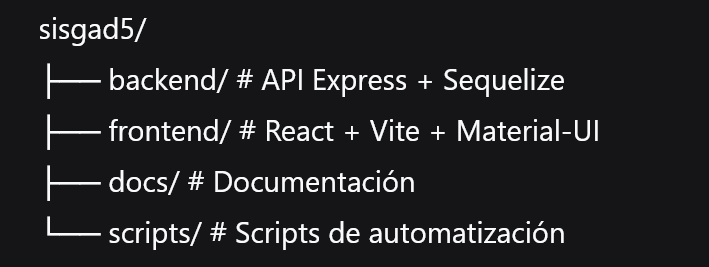 sisgad5/
├── backend/ # API Express + Sequelize
├── frontend/ # React + Vite + Material-UI
├── docs/ # Documentación
└── scripts/ # Scripts de automatización